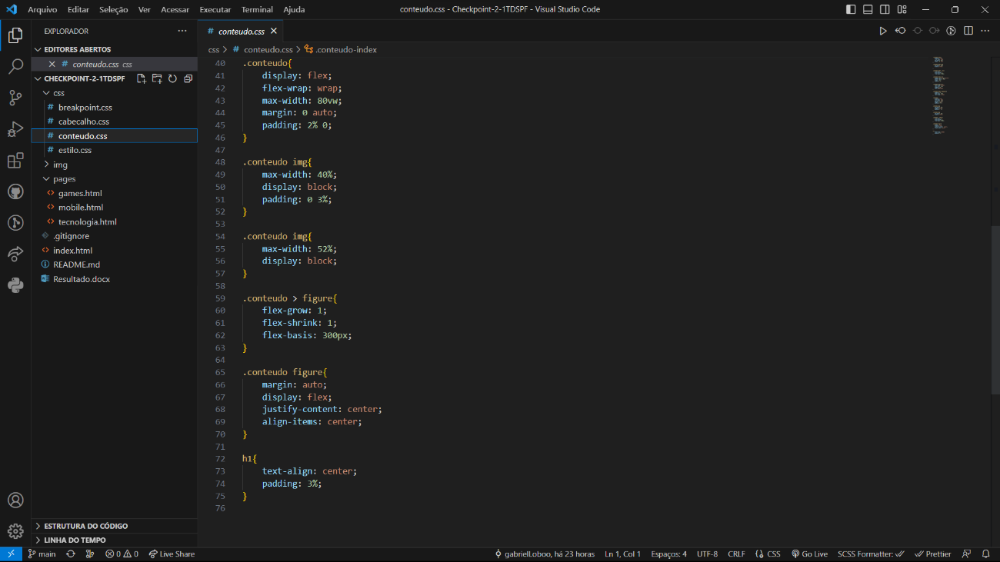 Arquivo Editar Seleção Ver Acessar Executar Terminal Ajuda
conteudo.css - Checkpoint-2-1TDSPF - Visual Studio Code
EXPLORADOR
EDITORES ABERTOS
conteudo.css css
CHECKPOINT-2-1TDSPF
css
breakpoint.css
cabecalho.css
conteudo.css
estilo.css
img
pages
games.html
mobile.html
tecnologia.html
.gitignore
index.html
README.md
Resultado.docx
ESTRUTURA DO CÓDIGO
LINHA DO TEMPO
conteudo.css
css > conteudo.css > .conteudo-index
40 .conteudo{
41 display: flex;
42 flex-wrap: wrap;
43 max-width: 80vw;
44 margin: 0 auto;
45 padding: 2% 0;
46 }
47
48 .conteudo img{
49 max-width: 40%;
50 display: block;
51 padding: 0 3%;
52 }
53
54 .conteudo img{
55 max-width: 52%;
56 display: block;
57 }
58
59 .conteudo > figure{
60 flex-grow: 1;
61 flex-shrink: 1;
62 flex-basis: 300px;
63 }
64
65 .conteudo figure{
66 margin: auto;
67 display: flex;
68 justify-content: center;
69 align-items: center;
70 }
71
72 h1{
73 text-align: center;
74 padding: 3%;
75 }
76
main 0 0 Live Share gabrielLoboo, há 23 horas Ln 1, Col 1 Espaços: 4 UTF-8 CRLF CSS Go Live SCSS Formatter: Prettier